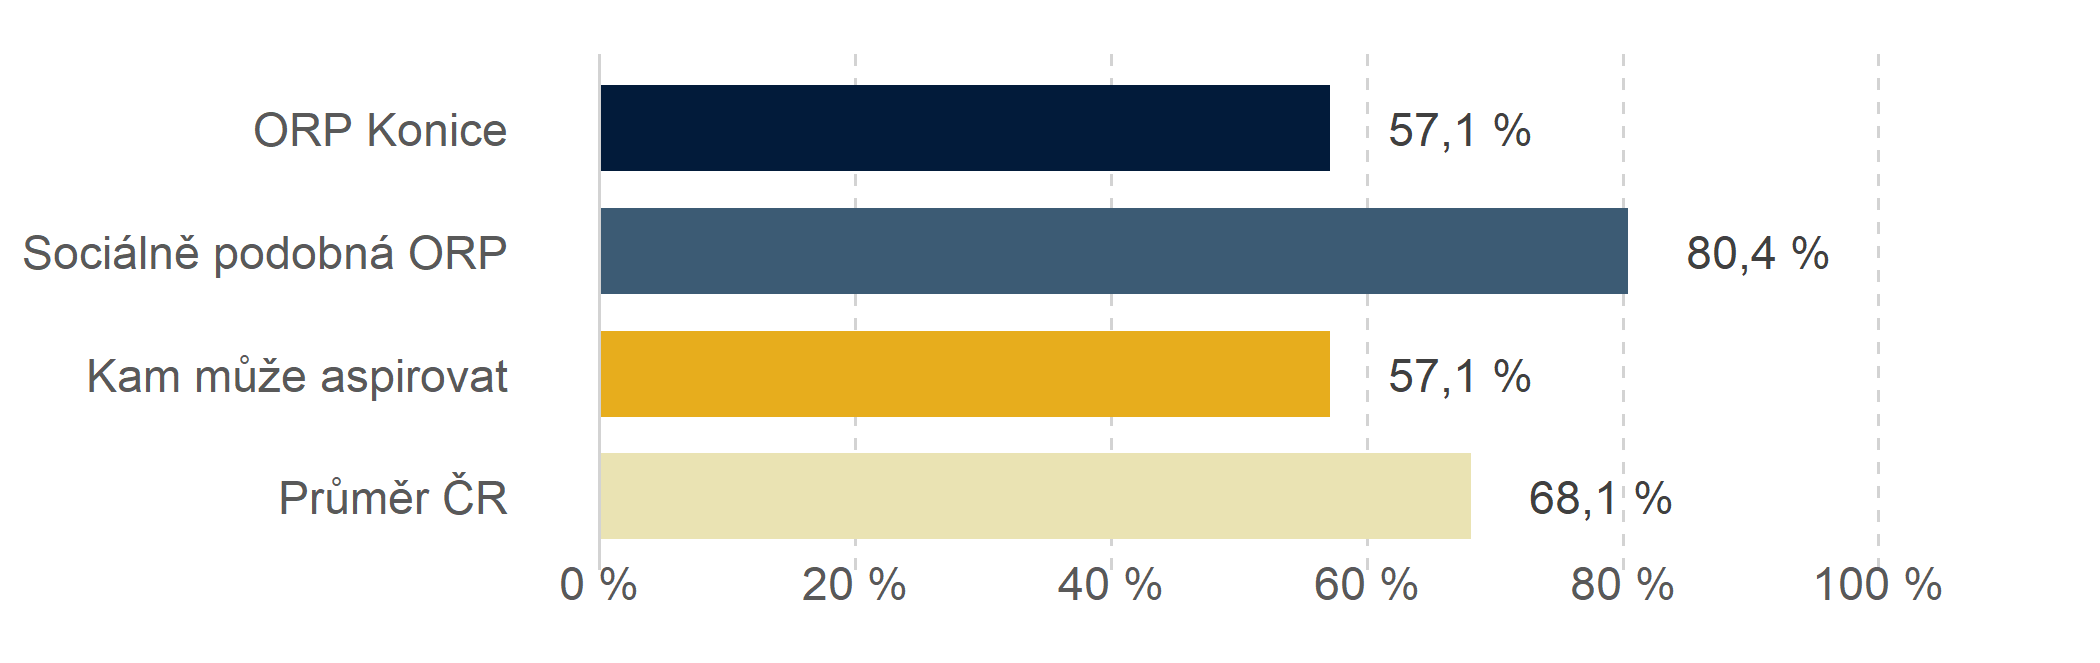 ORP Konice 57,1 %
Sociálně podobná ORP 80,4 %
Kam může aspirovat 57,1 %
Průměr ČR 68,1 %
0 % 20 % 40 % 60 % 80 % 100 %